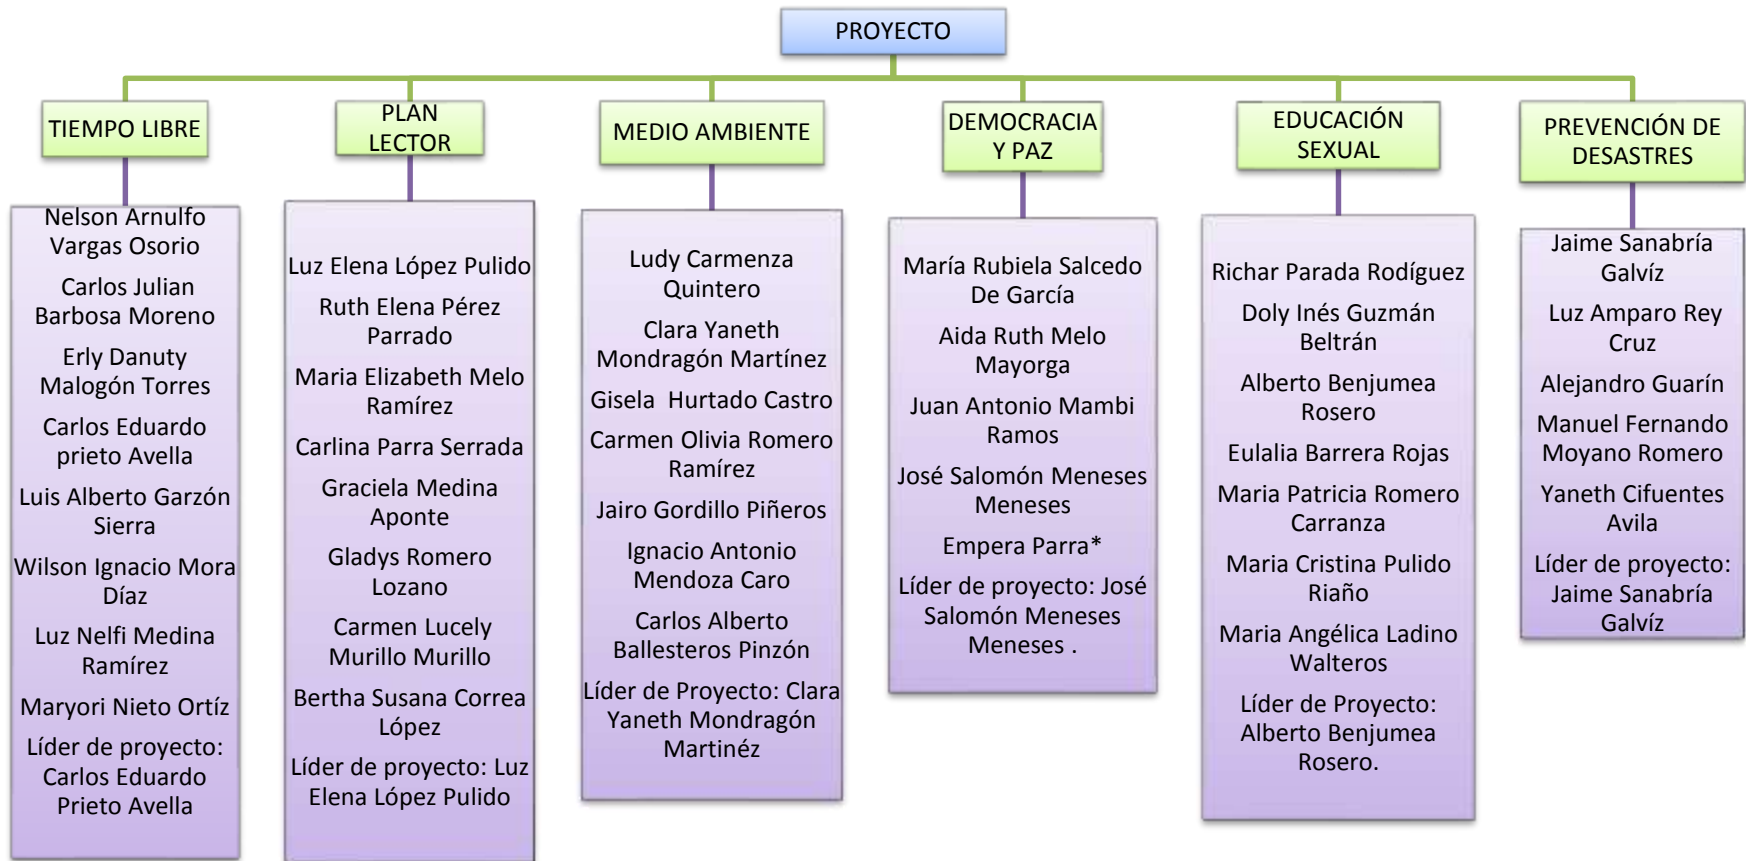 PROYECTO
TIEMPO LIBRE
Nelson Arnulfo
Vargas Osorio
Carlos Julian
Barbosa Moreno
Erly Danuty
Malogón Torres
Carlos Eduardo
prieto Avella
Luis Alberto Garzón
Sierra
Wilson Ignacio Mora
Díaz
Luz Nelfi Medina
Ramírez
Maryori Nieto Ortíz
Líder de proyecto:
Carlos Eduardo
Prieto Avella
PLAN
LECTOR
Luz Elena López Pulido
Ruth Elena Pérez
Parrado
Maria Elizabeth Melo
Ramírez
Carlina Parra Serrada
Graciela Medina
Aponte
Gladys Romero
Lozano
Carmen Lucely
Murillo Murillo
Bertha Susana Correa
López
Líder de proyecto: Luz
Elena López Pulido
MEDIO AMBIENTE
Ludy Carmenza
Quintero
Clara Yaneth
Mondragón Martínez
Gisela Hurtado Castro
Carmen Olivia Romero
Ramírez
Jairo Gordillo Piñeros
Ignacio Antonio
Mendoza Caro
Carlos Alberto
Ballesteros Pinzón
Líder de Proyecto: Clara
Yaneth Mondragón
Martinéz
DEMOCRACIA
Y PAZ
María Rubiela Salcedo
De García
Aida Ruth Melo
Mayorga
Juan Antonio Mambi
Ramos
José Salomón Meneses
Meneses
Empera Parra*
Líder de proyecto: José
Salomón Meneses
Meneses .
EDUCACIÓN
SEXUAL
Richar Parada Rodíguez
Doly Inés Guzmán
Beltrán
Alberto Benjumea
Rosero
Eulalia Barrera Rojas
Maria Patricia Romero
Carranza
Maria Cristina Pulido
Riaño
Maria Angélica Ladino
Walteros
Líder de Proyecto:
Alberto Benjumea
Rosero.
PREVENCIÓN DE
DESASTRES
Jaime Sanabría
Galvíz
Luz Amparo Rey
Cruz
Alejandro Guarín
Manuel Fernando
Moyano Romero
Yaneth Cifuentes
Avila
Líder de proyecto:
Jaime Sanabría
Galvíz